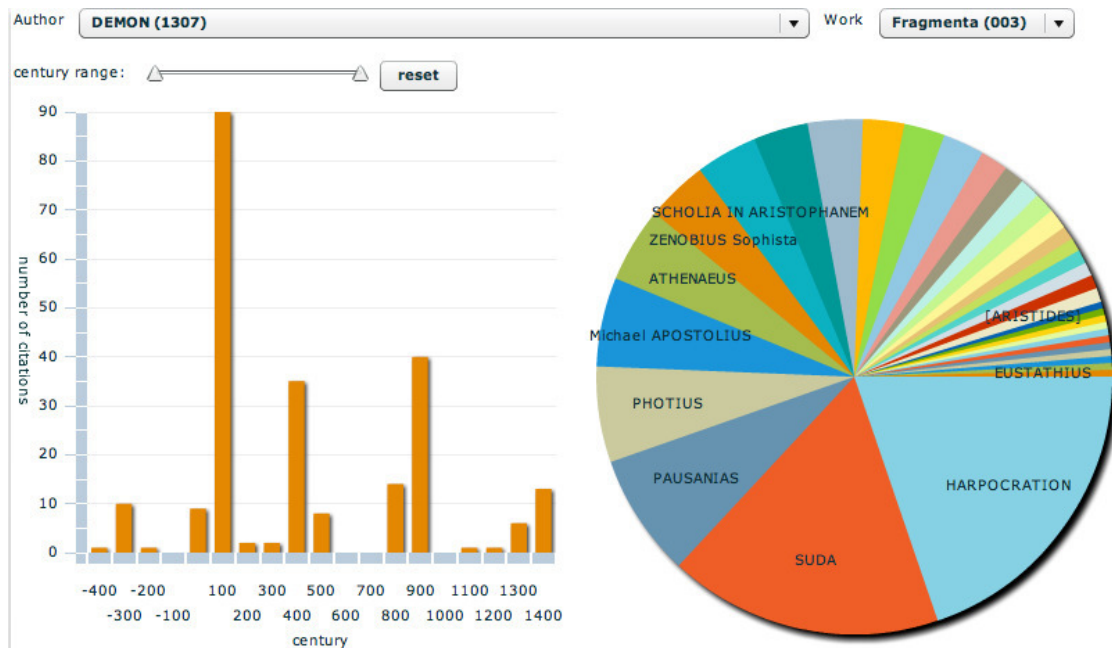 Author DEMON (1307) Work Fragmenta (003)
century range: reset
90
80
70
60
50
40
30
20
10
0
number of citations
-400 -200 100 300 500 700 900 1100 1300
-300 -100 200 400 600 800 1000 1200 1400
century
SCHOLIA IN ARISTOPHANEM
ZENOBIUS Sophista
ATHENAEUS
Michael APOSTOLIUS
PHOTIUS
PAUSANIAS
SUDA
HARPOCRATION
EUSTATHIUS
[ARISTIDES]